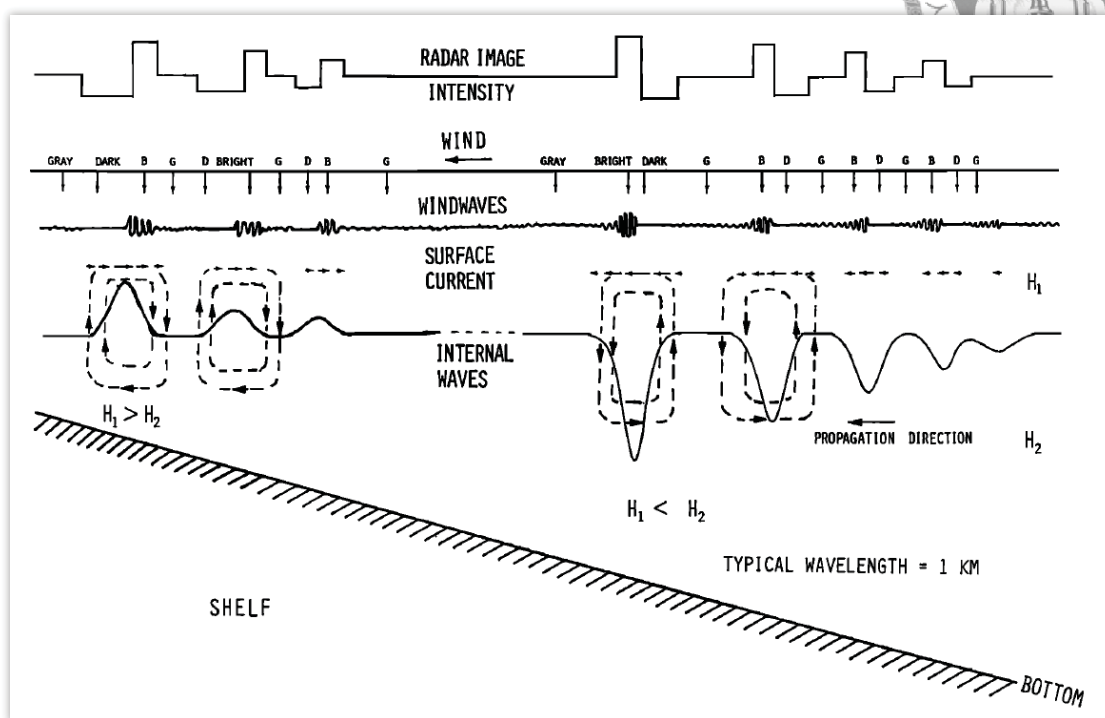 RADAR IMAGE
INTENSITY
WIND
GRAY DARK B G D BRIGHT G D B G GRAY BRIGHT DARK G B D G B D G B D G
WINDWAVES
SURFACE
CURRENT
H₁
INTERNAL
WAVES
H₁ > H₂
PROPAGATION DIRECTION
H₂
H₁ < H₂
TYPICAL WAVELENGTH = 1 KM
SHELF
BOTTOM